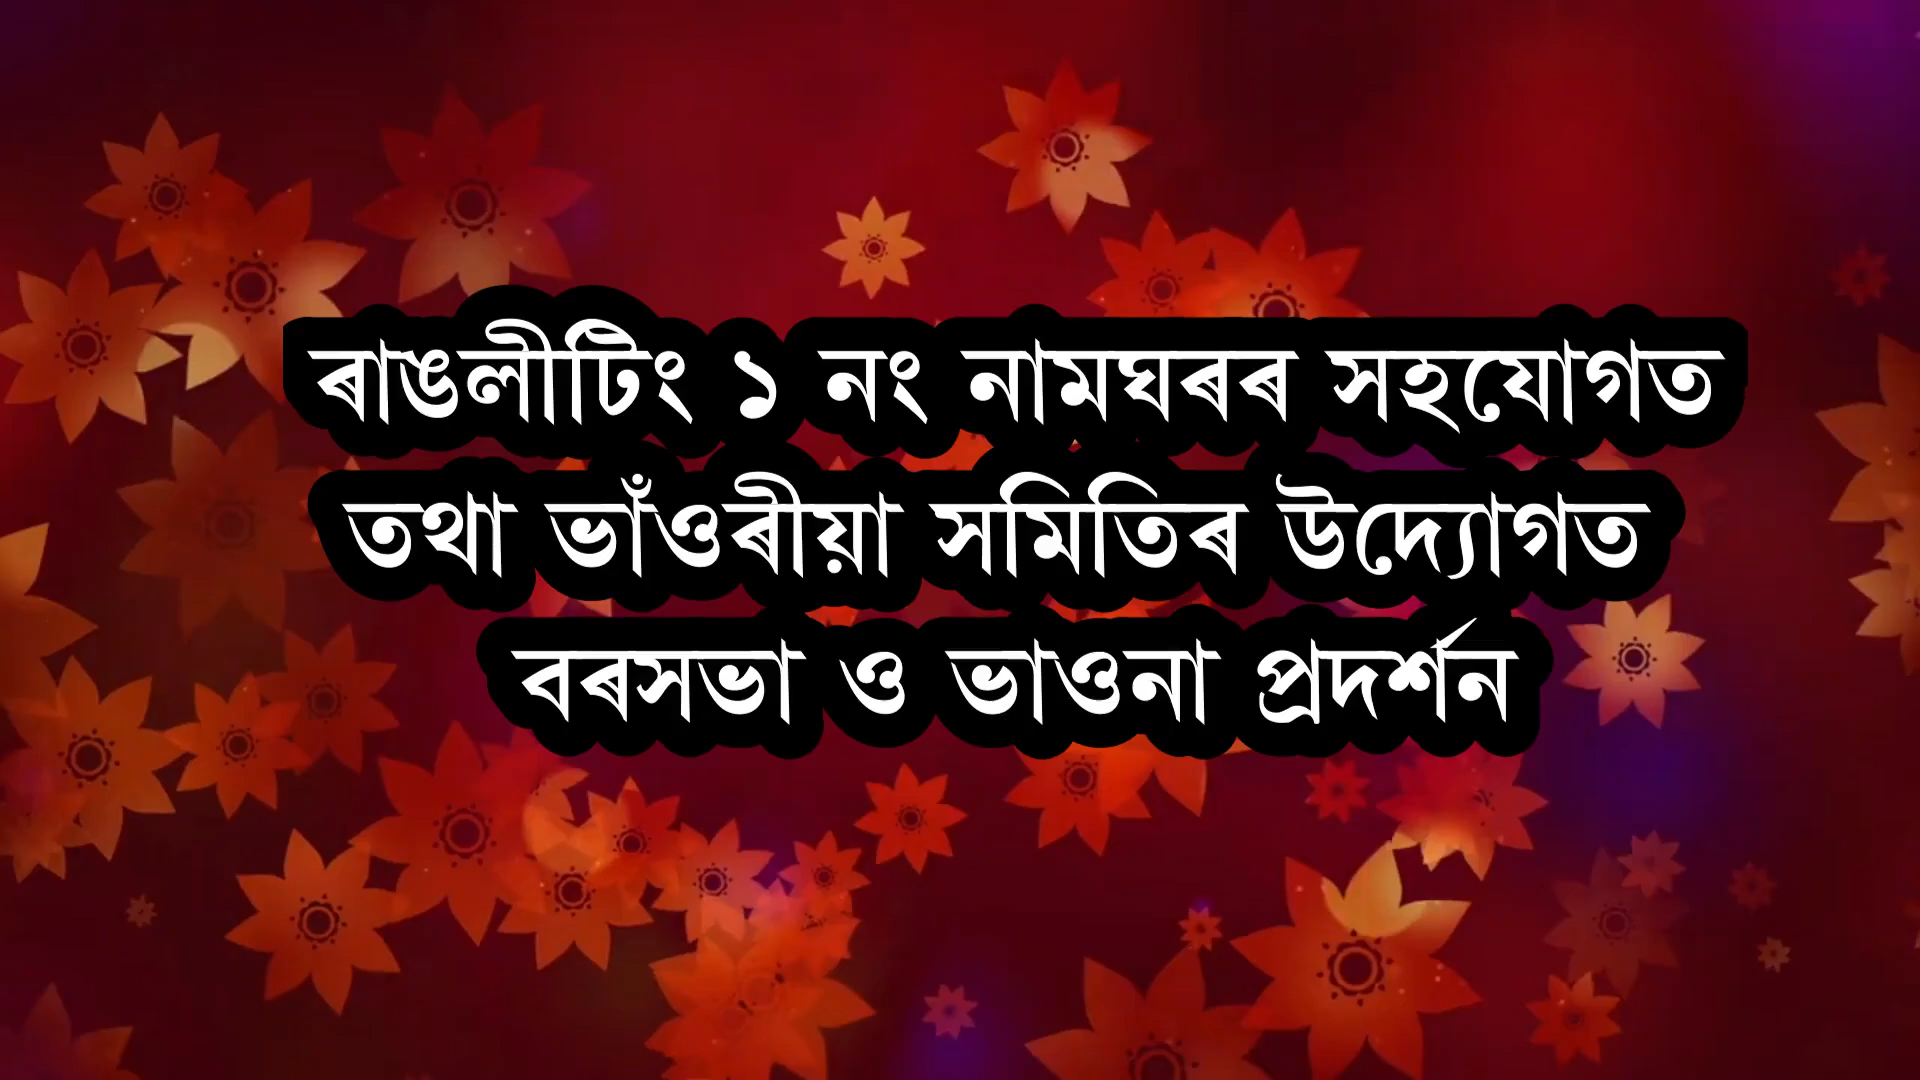 ৰাঙলীটিং ১ নং নামঘৰৰ সহযোগত
তথা ভাঁওৰীয়া সমিতিৰ উদ্যোগত
বৰসভা ও ভাওনা প্ৰদৰ্শন